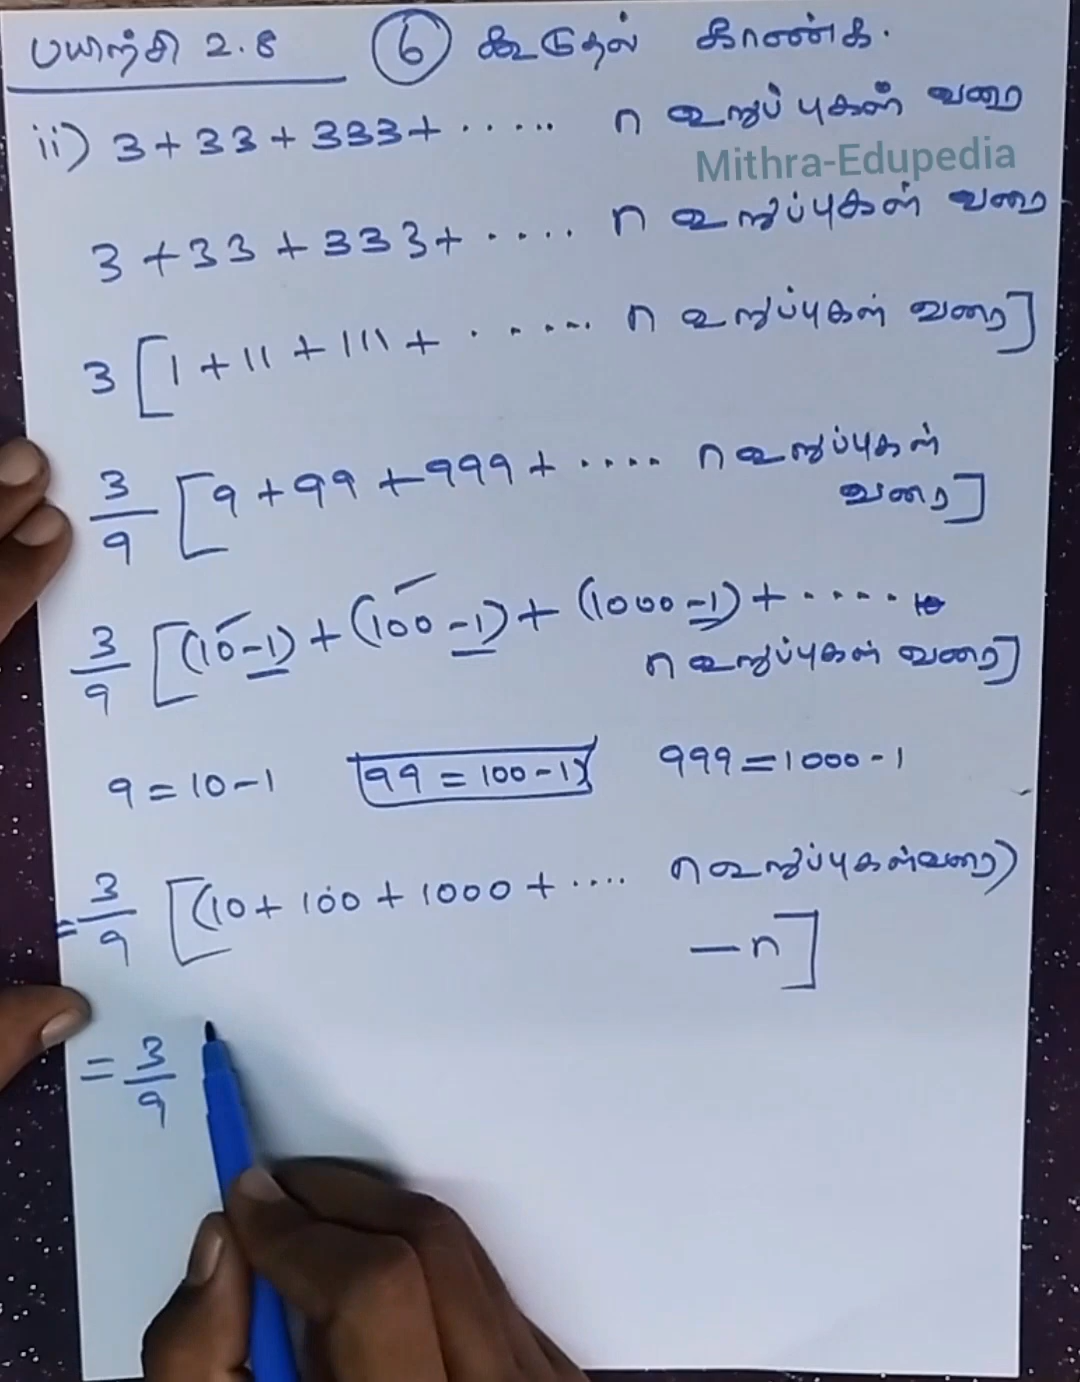 பயிற்சி 2.8 6 கூடுதல் காண்க.
ii) 3 + 33 + 333 + ...... n உறுப்புகள் வரை
Mithra-Edupedia
3 + 33 + 333 + ..... n உறுப்புகள் வரை
3 [1 + 11 + 111 + ...... n உறுப்புகள் வரை]
3/9 [9 + 99 + 999 + .... n உறுப்புகள்
வரை]
3/9 [(10-1) + (100-1) + (1000-1) + .....
n உறுப்புகள் வரை]
9 = 10-1 99 = 100-1 999 = 1000-1
= 3/9 [(10 + 100 + 1000 + .... n உறுப்புகள்வரை)
- n]
= 3/9